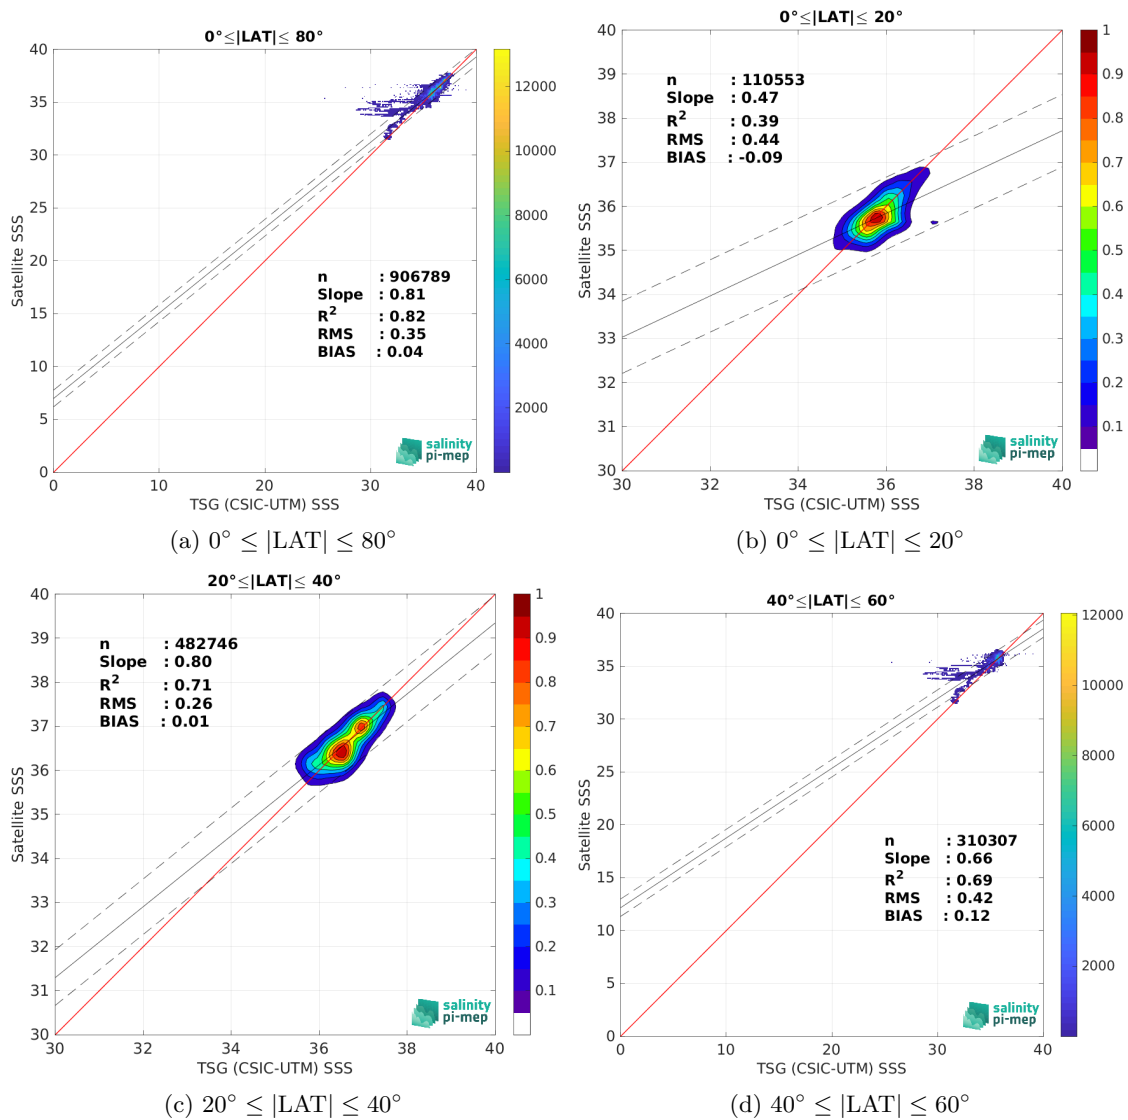 0°≤|LAT|≤ 80°
40
35
30
25
20
15
10
5
0
0
10
20
30
40
Satellite SSS
TSG (CSIC-UTM) SSS
n : 906789
Slope : 0.81
R² : 0.82
RMS : 0.35
BIAS : 0.04
salinity
pi-mep
12000
10000
8000
6000
4000
2000
(a) 0° ≤ |LAT| ≤ 80°
0°≤|LAT|≤ 20°
40
39
38
37
36
35
34
33
32
31
30
30
32
34
36
38
40
Satellite SSS
TSG (CSIC-UTM) SSS
n : 110553
Slope : 0.47
R² : 0.39
RMS : 0.44
BIAS : -0.09
salinity
pi-mep
1
0.9
0.8
0.7
0.6
0.5
0.4
0.3
0.2
0.1
(b) 0° ≤ |LAT| ≤ 20°
20°≤|LAT|≤ 40°
40
39
38
37
36
35
34
33
32
31
30
30
32
34
36
38
40
Satellite SSS
TSG (CSIC-UTM) SSS
n : 482746
Slope : 0.80
R² : 0.71
RMS : 0.26
BIAS : 0.01
salinity
pi-mep
1
0.9
0.8
0.7
0.6
0.5
0.4
0.3
0.2
0.1
(c) 20° ≤ |LAT| ≤ 40°
40°≤|LAT|≤ 60°
40
35
30
25
20
15
10
5
0
0
10
20
30
40
Satellite SSS
TSG (CSIC-UTM) SSS
n : 310307
Slope : 0.66
R² : 0.69
RMS : 0.42
BIAS : 0.12
salinity
pi-mep
12000
10000
8000
6000
4000
2000
(d) 40° ≤ |LAT| ≤ 60°